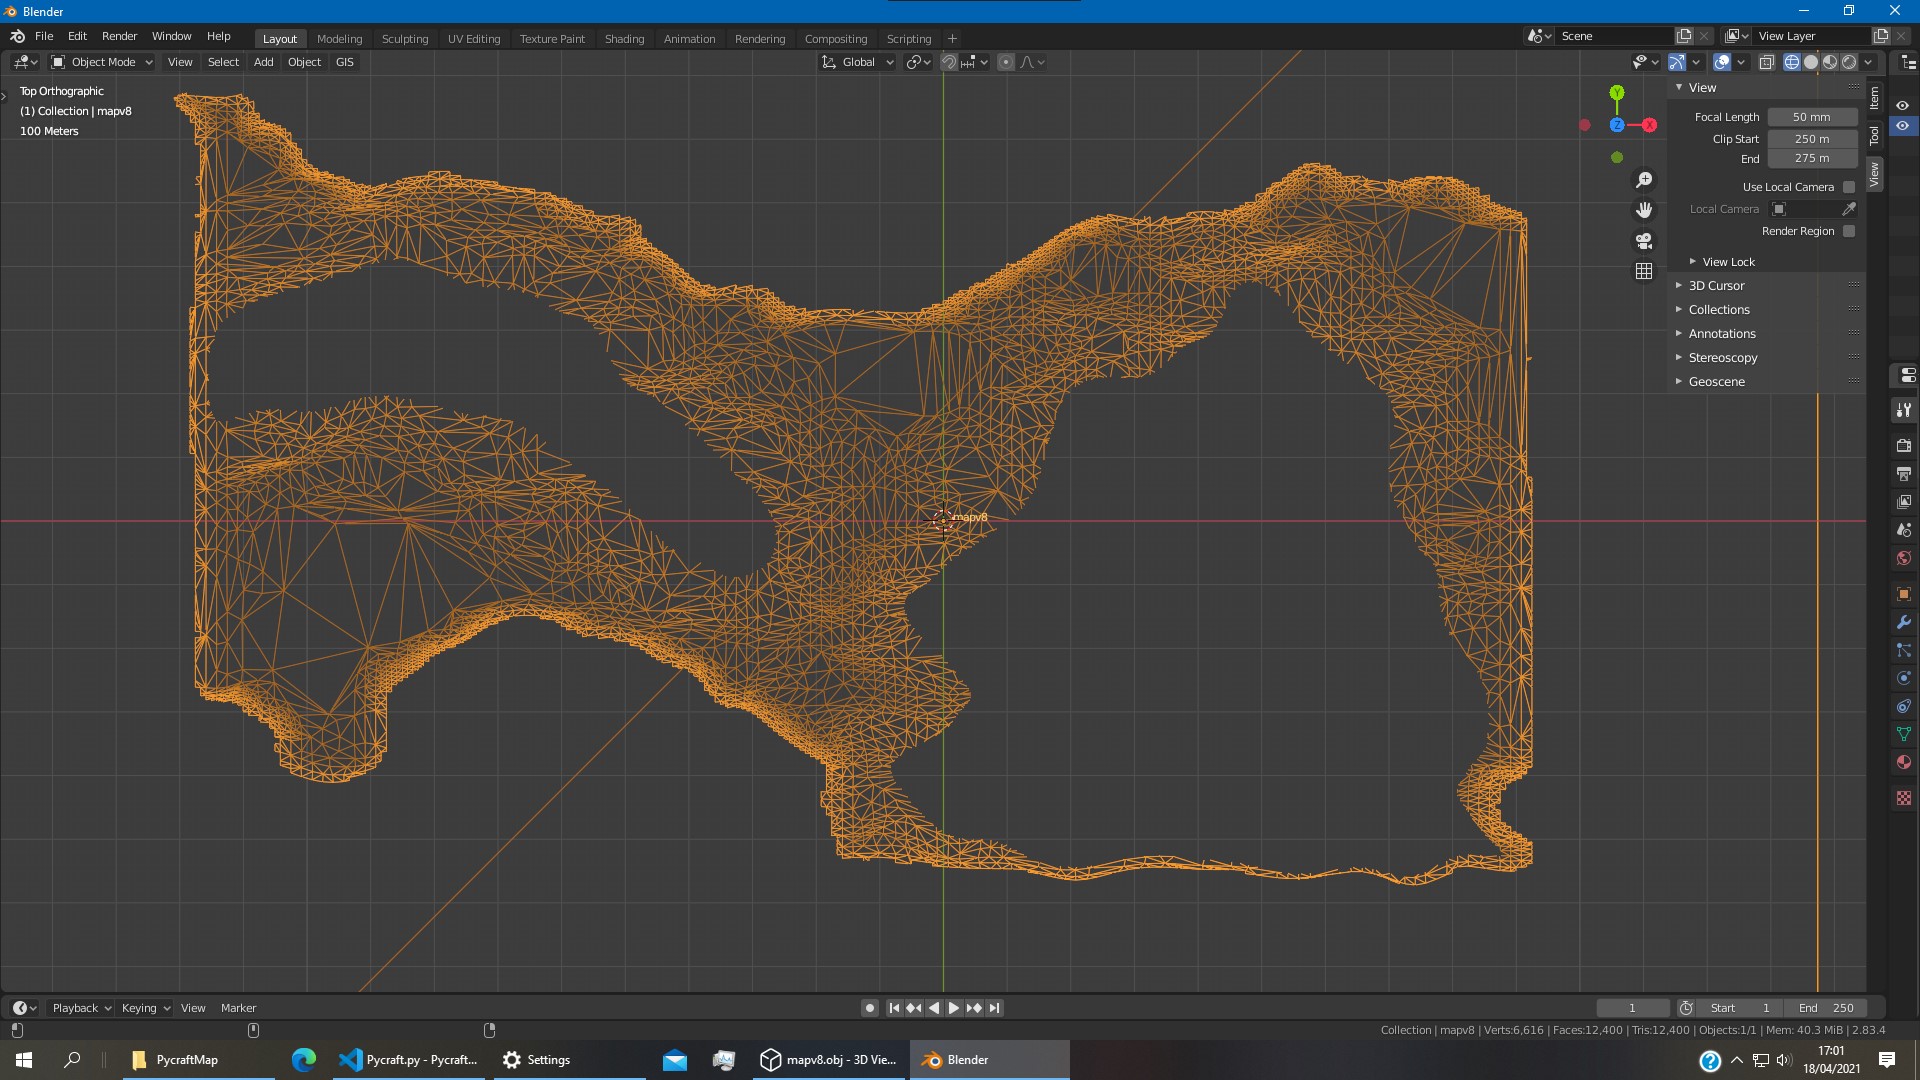 Blender
File Edit Render Window Help Layout Modeling Sculpting UV Editing Texture Paint Shading Animation Rendering Compositing Scripting + Scene View Layer
Object Mode View Select Add Object GIS Global
Top Orthographic
(1) Collection | mapv8
100 Meters
Y
X
Z
View
Focal Length 50 mm
Clip Start 250 m
End 275 m
Use Local Camera
Local Camera
Render Region
View Lock
3D Cursor
Collections
Annotations
Stereoscopy
Geoscene
Item
Tool
View
mapv8
Playback Keying View Marker 1 Start 1 End 250
Collection | mapv8 | Verts:6,616 | Faces:12,400 | Tris:12,400 | Objects:1/1 | Mem: 40.3 MiB | 2.83.4
PycraftMap Pycraft.py - Pycraft... Settings mapv8.obj - 3D Vie... Blender
17:01
18/04/2021